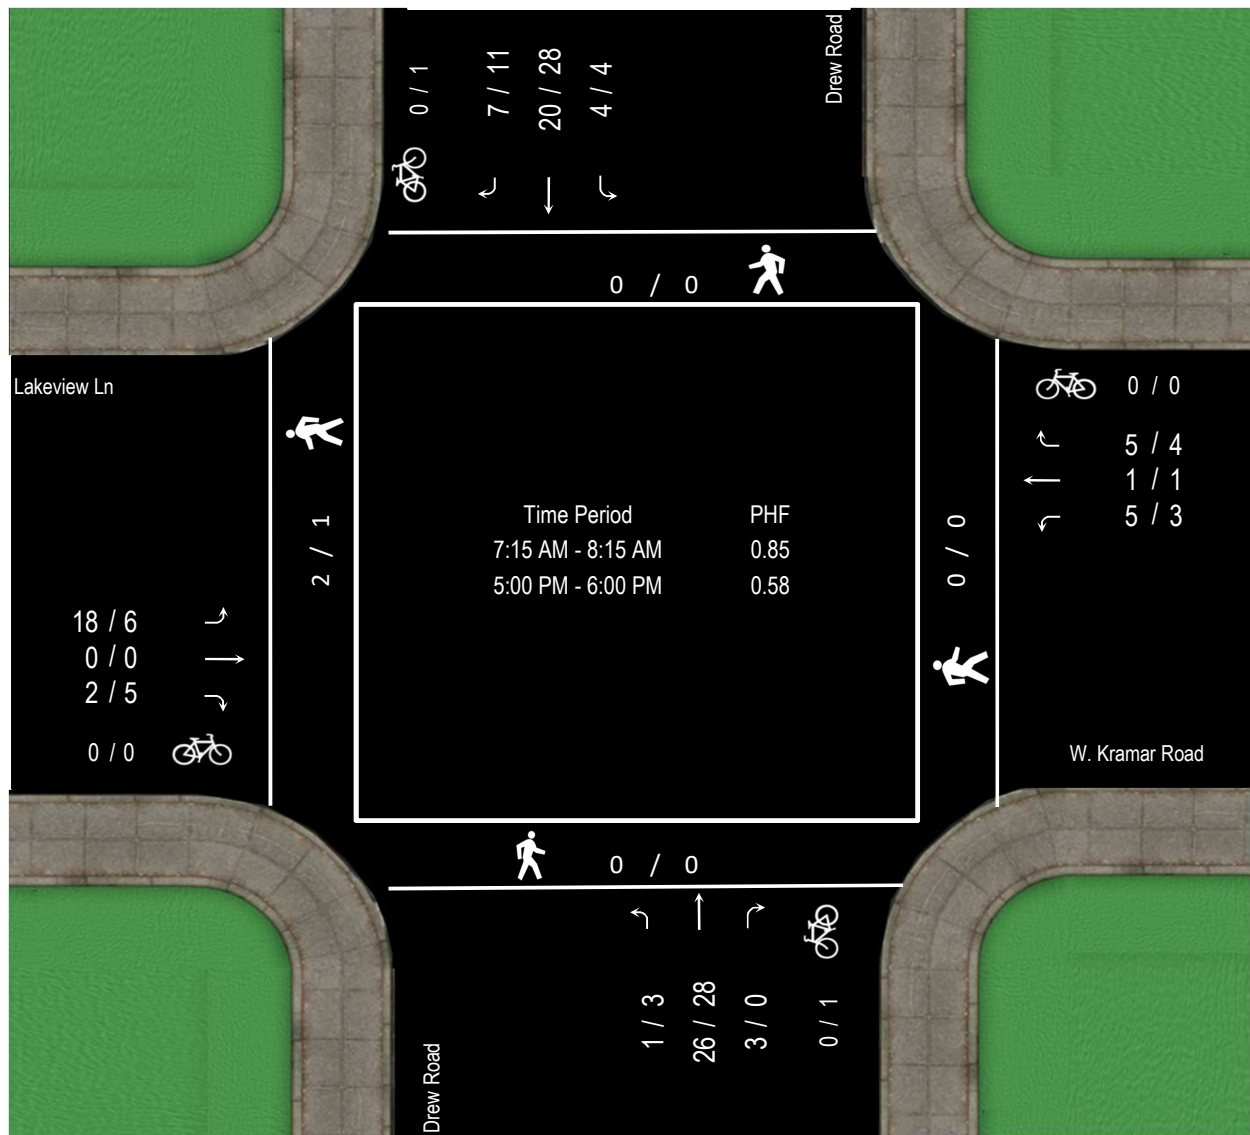 Drew Road
0 / 1
7 / 11
20 / 28
4 / 4
0 / 0
Lakeview Ln
0 / 0
5 / 4
1 / 1
5 / 3
2 / 1
Time Period PHF
7:15 AM - 8:15 AM 0.85
5:00 PM - 6:00 PM 0.58
0 / 0
18 / 6
0 / 0
2 / 5
0 / 0
W. Kramar Road
0 / 0
1 / 3
26 / 28
3 / 0
0 / 1
Drew Road